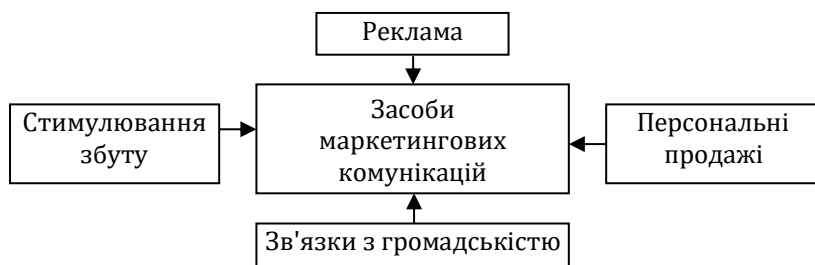 Реклама
Стимулювання
збуту
Засоби
маркетингових
комунікацій
Персональні
продажі
Зв'язки з громадськістю